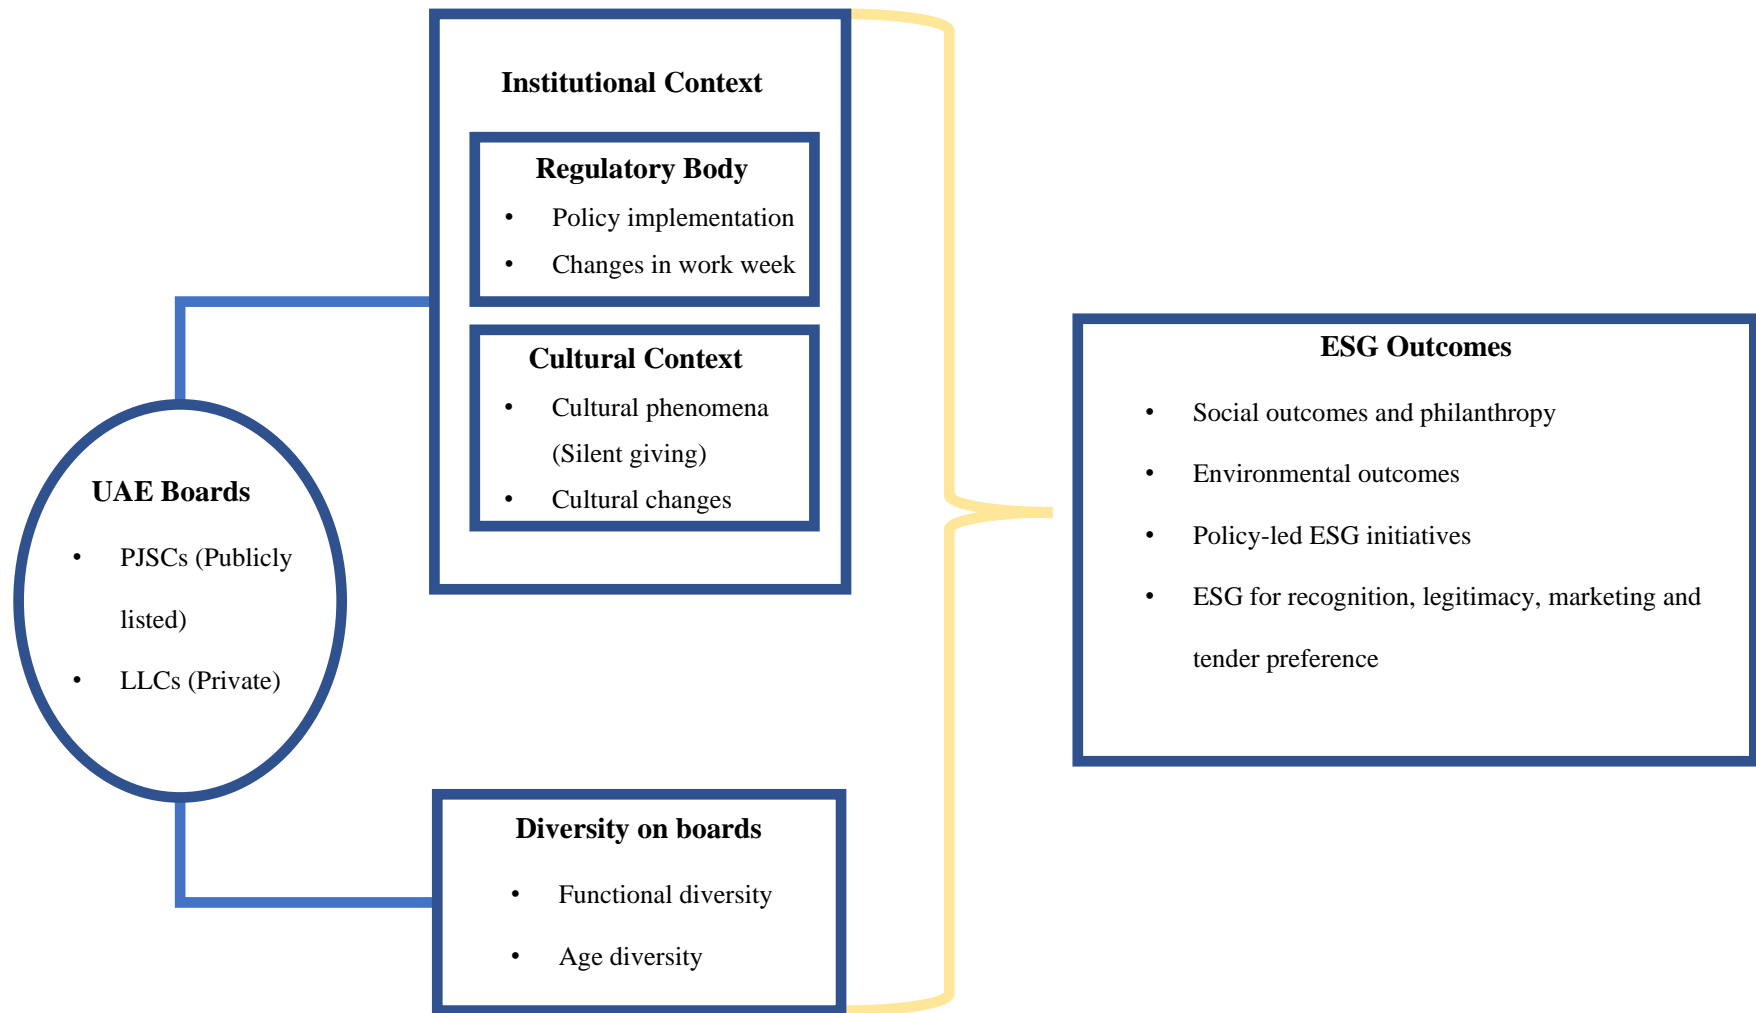 Institutional Context
Regulatory Body
• Policy implementation
• Changes in work week
Cultural Context
• Cultural phenomena
(Silent giving)
• Cultural changes
UAE Boards
• PJSCs (Publicly
listed)
• LLCs (Private)
Diversity on boards
• Functional diversity
• Age diversity
ESG Outcomes
• Social outcomes and philanthropy
• Environmental outcomes
• Policy-led ESG initiatives
• ESG for recognition, legitimacy, marketing and
tender preference